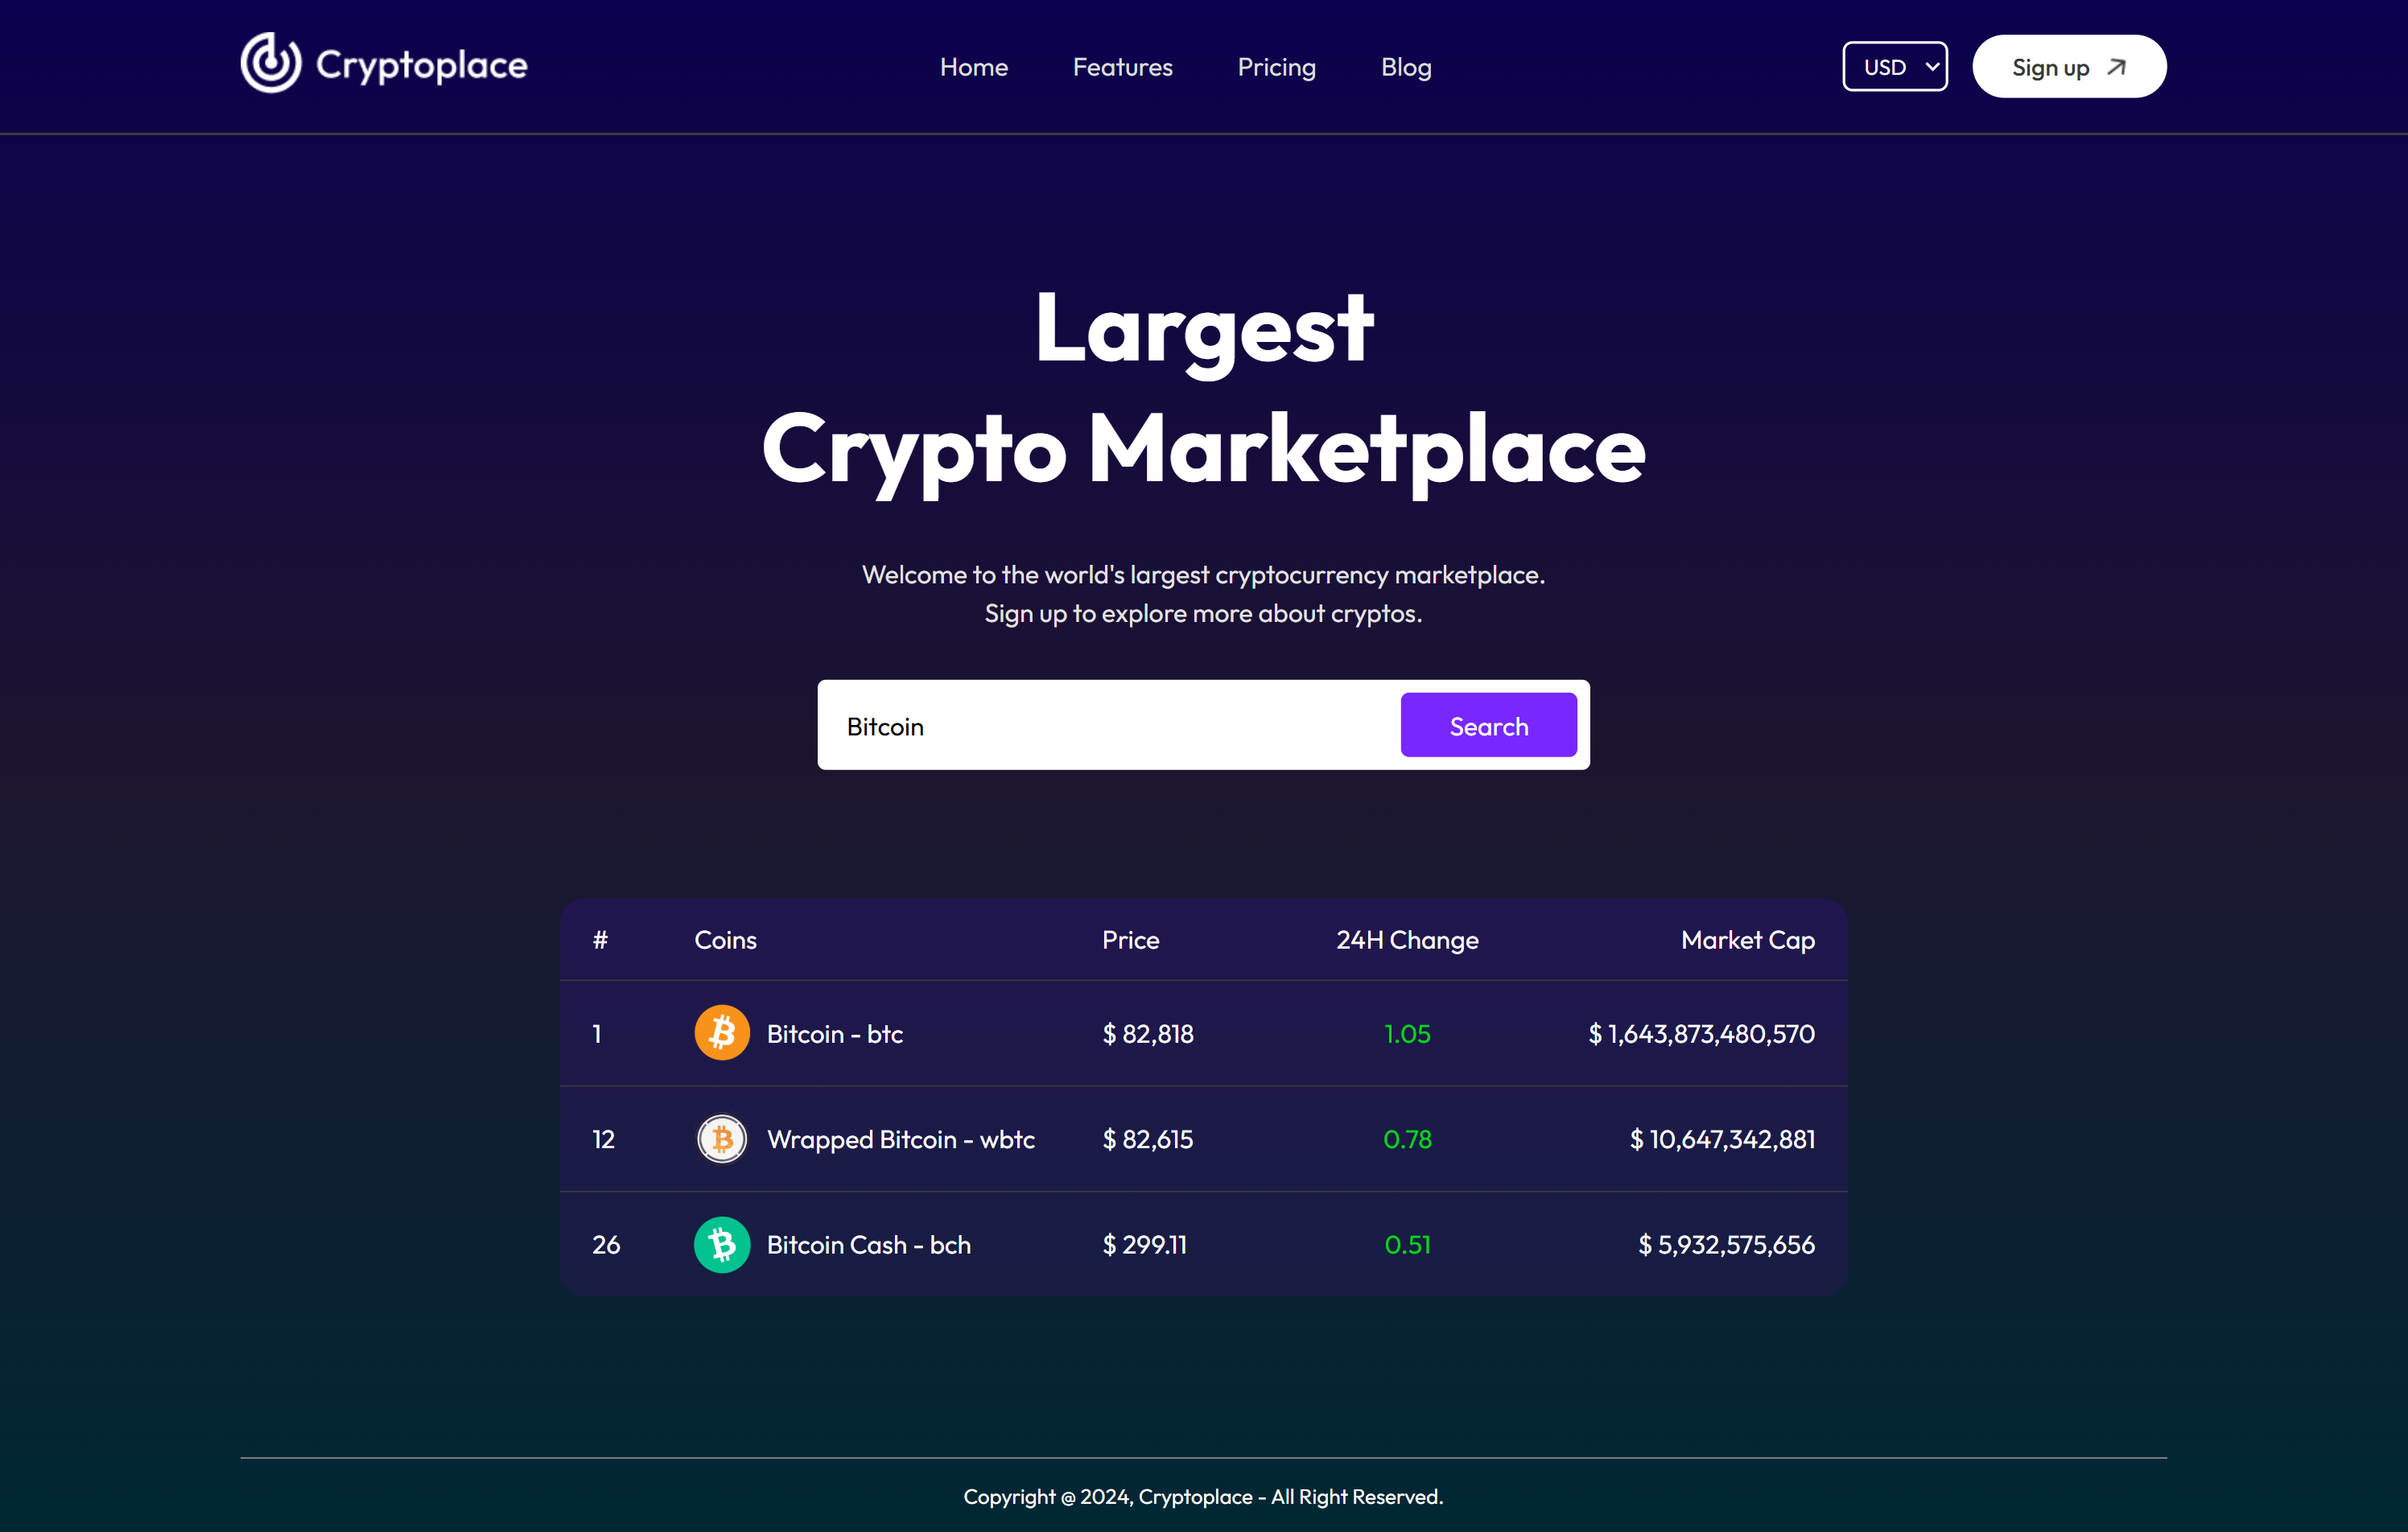 Cryptoplace
Home Features Pricing Blog
USD
Sign up
Largest
Crypto Marketplace
Welcome to the world's largest cryptocurrency marketplace.
Sign up to explore more about cryptos.
Bitcoin
Search
# Coins Price 24H Change Market Cap
1 Bitcoin - btc $ 82,818 1.05 $ 1,643,873,480,570
12 Wrapped Bitcoin - wbtc $ 82,615 0.78 $ 10,647,342,881
26 Bitcoin Cash - bch $ 299.11 0.51 $ 5,932,575,656
Copyright @ 2024, Cryptoplace - All Right Reserved.